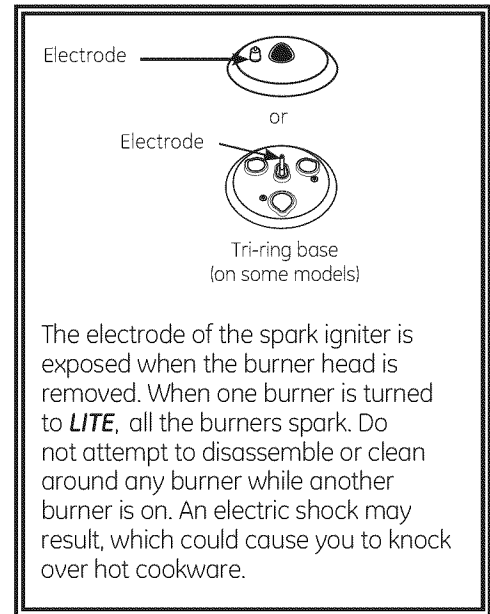 Electrode
or
Electrode
Tri-ring base
(on some models)
The electrode of the spark igniter is
exposed when the burner head is
removed. When one burner is turned
to LITE, all the burners spark. Do
not attempt to disassemble or clean
around any burner while another
burner is on. An electric shock may
result, which could cause you to knock
over hot cookware.